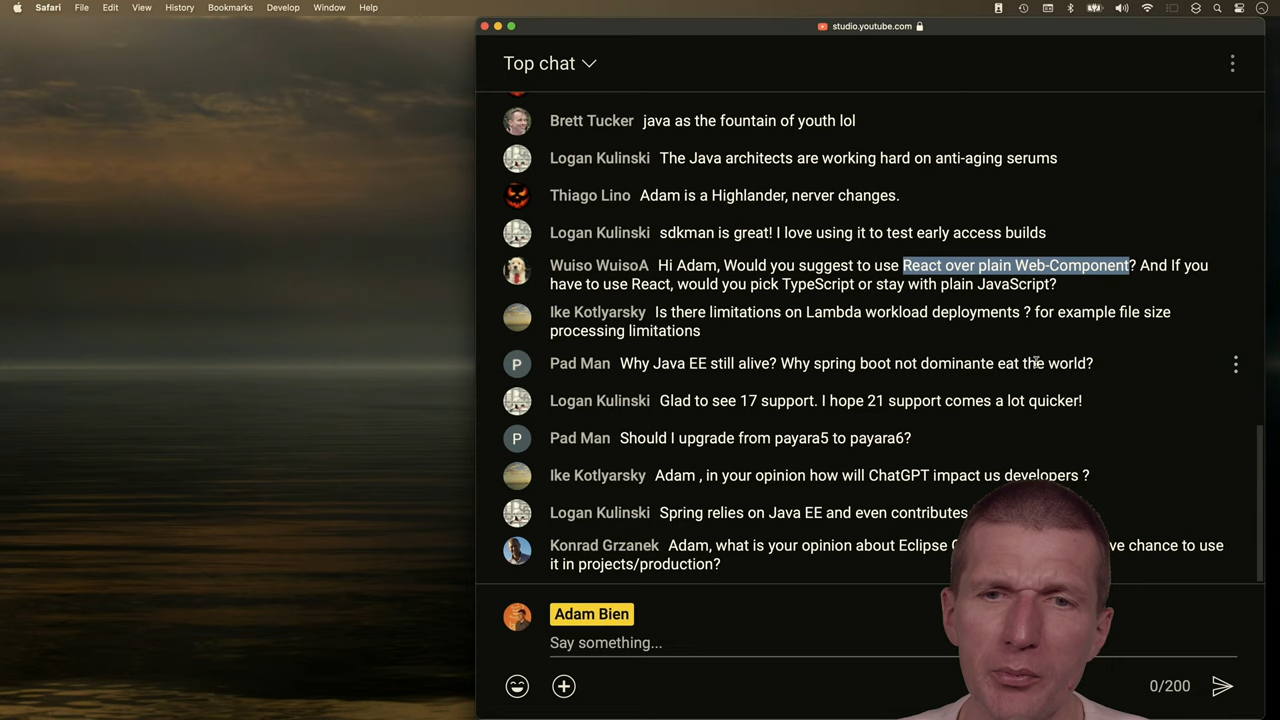 Safari File Edit View History Bookmarks Develop Window Help
studio.youtube.com
Top chat
Brett Tucker java as the fountain of youth lol
Logan Kulinski The Java architects are working hard on anti-aging serums
Thiago Lino Adam is a Highlander, nerver changes.
Logan Kulinski sdkman is great! I love using it to test early access builds
Wuiso WuisoA Hi Adam, Would you suggest to use React over plain Web-Component? And If you
have to use React, would you pick TypeScript or stay with plain JavaScript?
Ike Kotlyarsky Is there limitations on Lambda workload deployments ? for example file size
processing limitations
P Pad Man Why Java EE still alive? Why spring boot not dominante eat the world?
Logan Kulinski Glad to see 17 support. I hope 21 support comes a lot quicker!
P Pad Man Should I upgrade from payara5 to payara6?
Ike Kotlyarsky Adam , in your opinion how will ChatGPT impact us developers ?
Logan Kulinski Spring relies on Java EE and even contributes
Konrad Grzanek Adam, what is your opinion about Eclipse ve chance to use
it in projects/production?
Adam Bien
Say something...
0/200